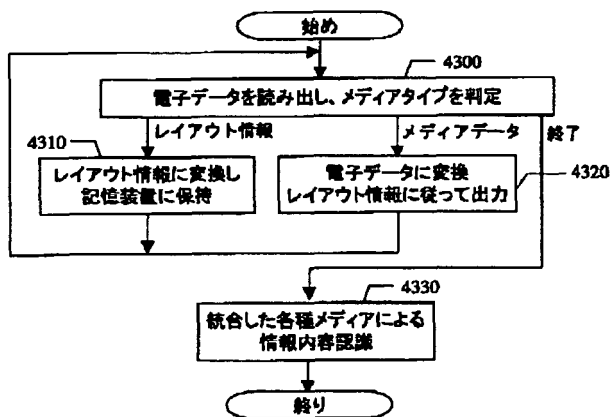 始め
4300
電子データを読み出し、メディアタイプを判定
レイアウト情報
メディアデータ
終了
4310
レイアウト情報に変換し
記憶装置に保持
電子データに変換
レイアウト情報に従って出力
4320
4330
統合した各種メディアによる
情報内容認識
終り